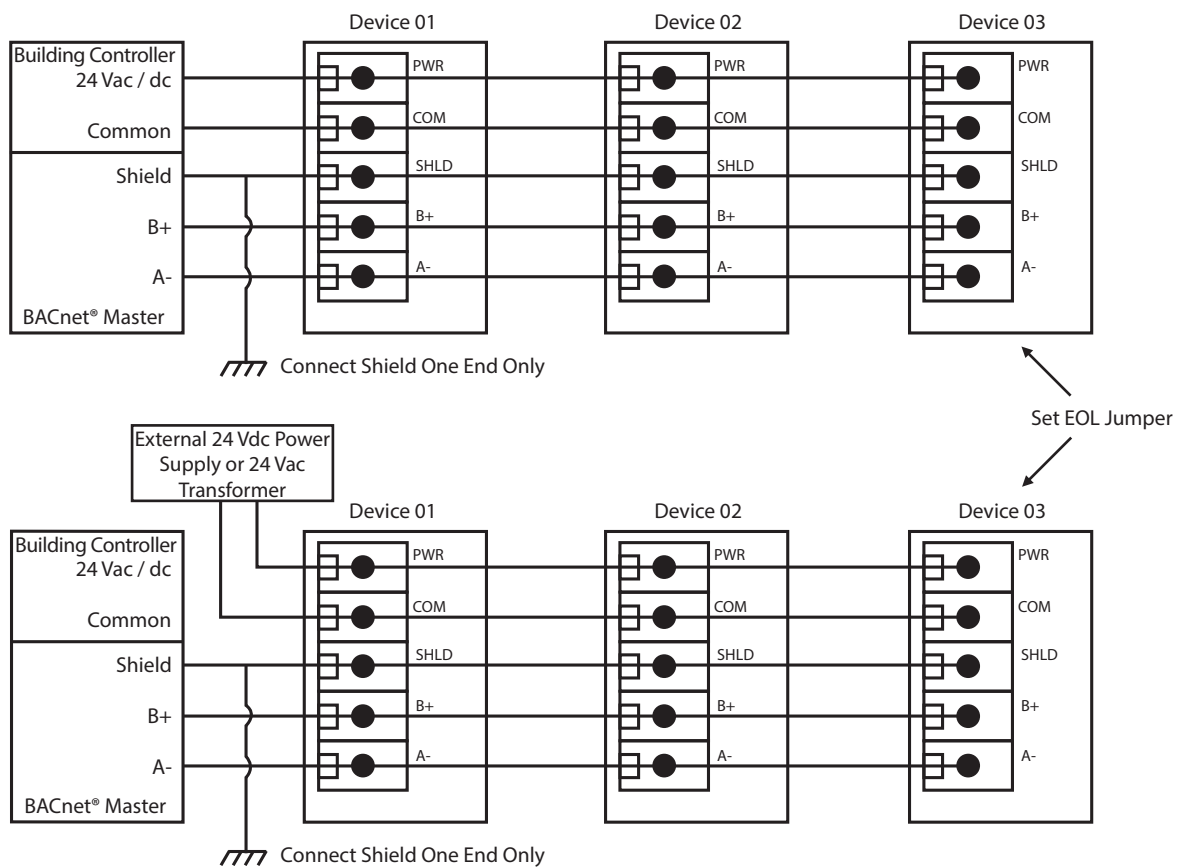 Device 01
Device 02
Device 03
Building Controller
24 Vac / dc
Common
Shield
B+
A-
BACnet® Master
PWR
COM
SHLD
B+
A-
PWR
COM
SHLD
B+
A-
PWR
COM
SHLD
B+
A-
Connect Shield One End Only
Set EOL Jumper
External 24 Vdc Power
Supply or 24 Vac
Transformer
Device 01
Device 02
Device 03
Building Controller
24 Vac / dc
Common
Shield
B+
A-
BACnet® Master
PWR
COM
SHLD
B+
A-
PWR
COM
SHLD
B+
A-
PWR
COM
SHLD
B+
A-
Connect Shield One End Only